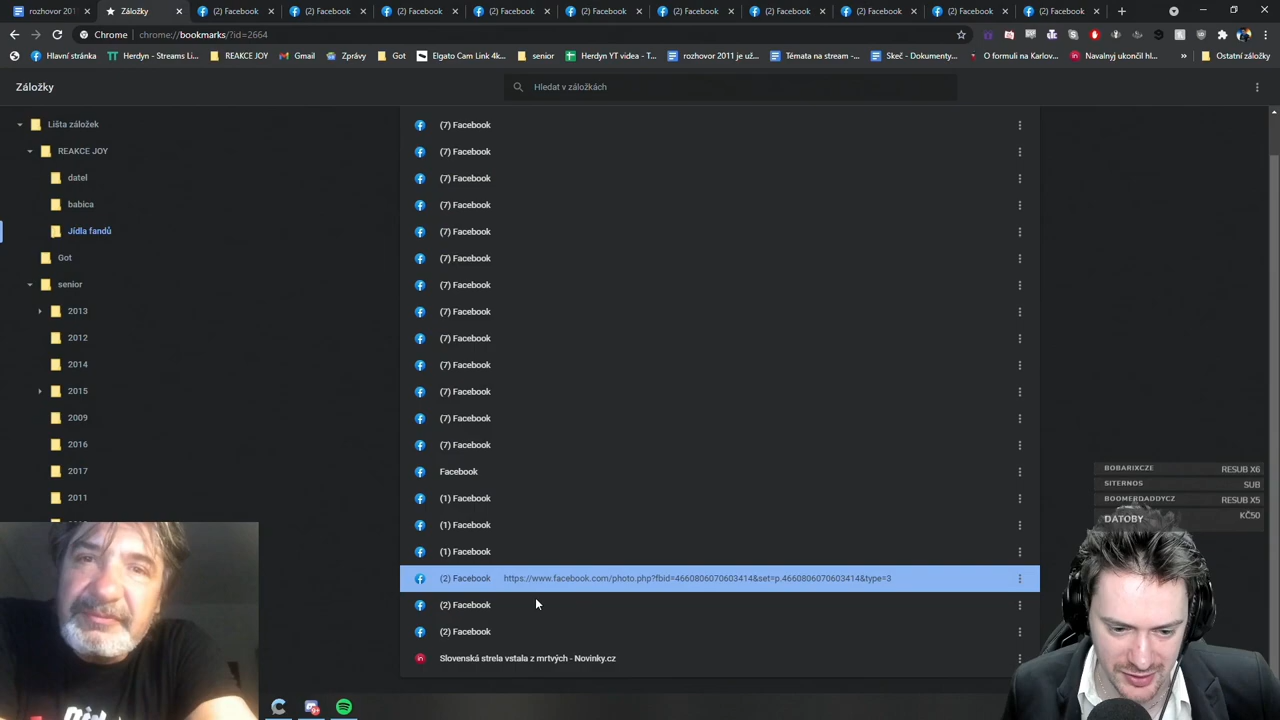 rozhovor 2011
Záložky
(2) Facebook
(2) Facebook
(2) Facebook
(2) Facebook
(2) Facebook
(2) Facebook
(2) Facebook
(2) Facebook
(2) Facebook
(2) Facebook
Chrome | chrome://bookmarks/?id=2664
Hlavní stránka
Herdyn - Streams Li...
REAKCE JOY
Gmail
Zprávy
Got
Elgato Cam Link 4k...
senior
Herdyn YT videa - T...
rozhovor 2011 je už...
Témata na stream -...
Skeč - Dokumenty...
O formuli na Karlov...
Navalnyj ukončil hl...
Ostatní záložky
Záložky
Hledat v záložkách
Lišta záložek
REAKCE JOY
datel
babica
Jídla fandů
Got
senior
2013
2012
2014
2015
2009
2016
2017
2011
(7) Facebook
(7) Facebook
(7) Facebook
(7) Facebook
(7) Facebook
(7) Facebook
(7) Facebook
(7) Facebook
(7) Facebook
(7) Facebook
(7) Facebook
(7) Facebook
(7) Facebook
Facebook
(1) Facebook
(1) Facebook
(1) Facebook
(2) Facebook https://www.facebook.com/photo.php?fbid=4660806070603414&set=p.4660806070603414&type=3
(2) Facebook
(2) Facebook
Slovenská strela vstala z mrtvých - Novinky.cz
BOBARIXCZE RESUB X6
SITERNOS SUB
BOOMERDADDYCZ RESUB X5
DATOBY KČ50